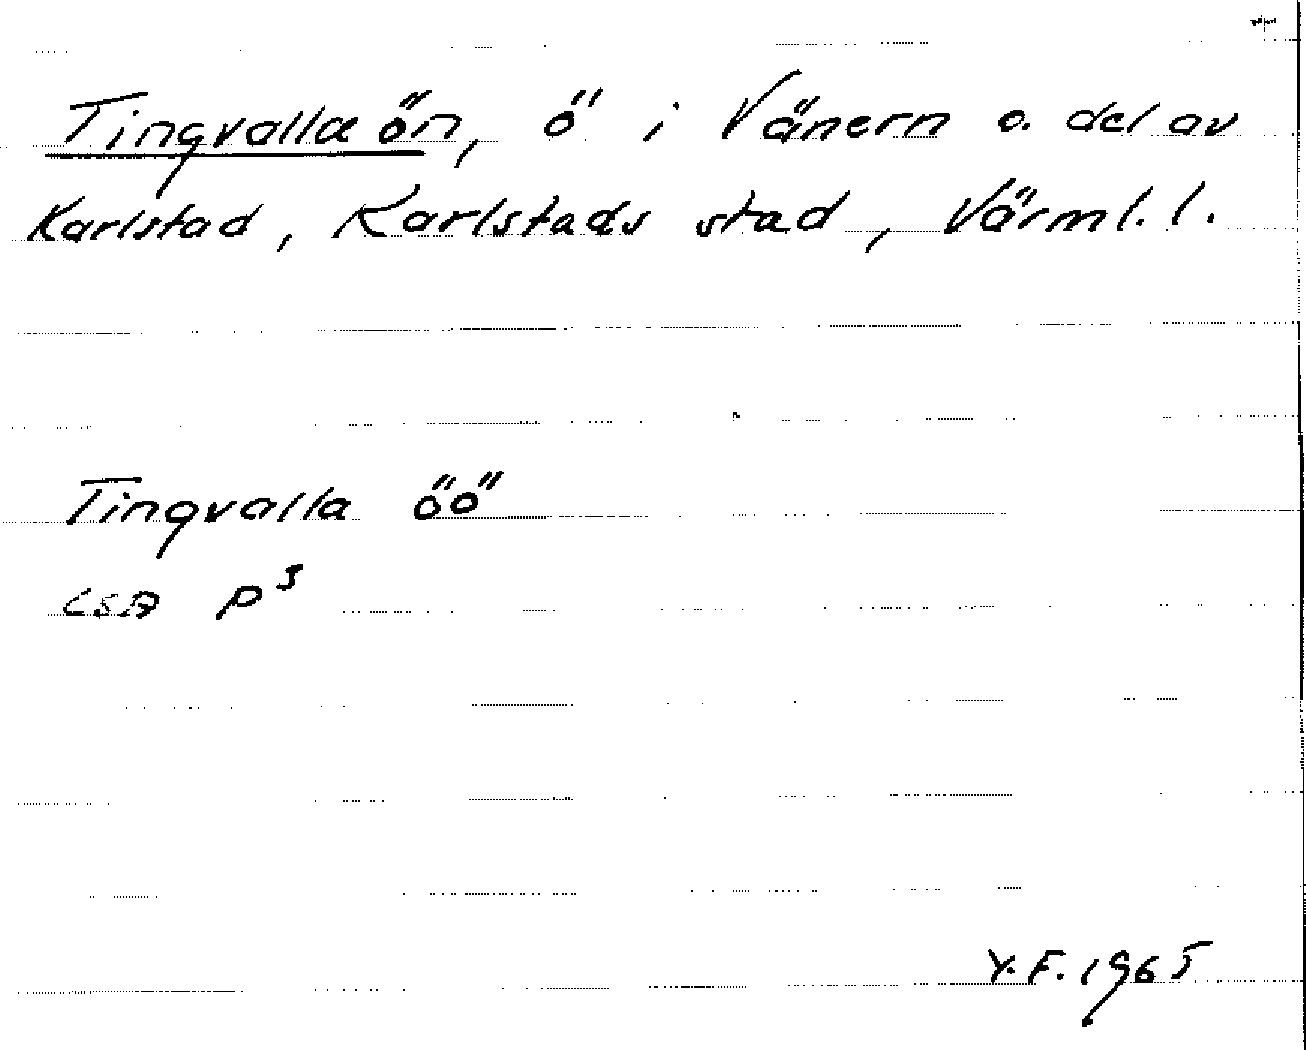 Tingvallaön, ö i Vänern o. del av
Karlstad, Karlstads stad, Värml. l.
Tingvalla öö
LSA P³
Y.F. 1965